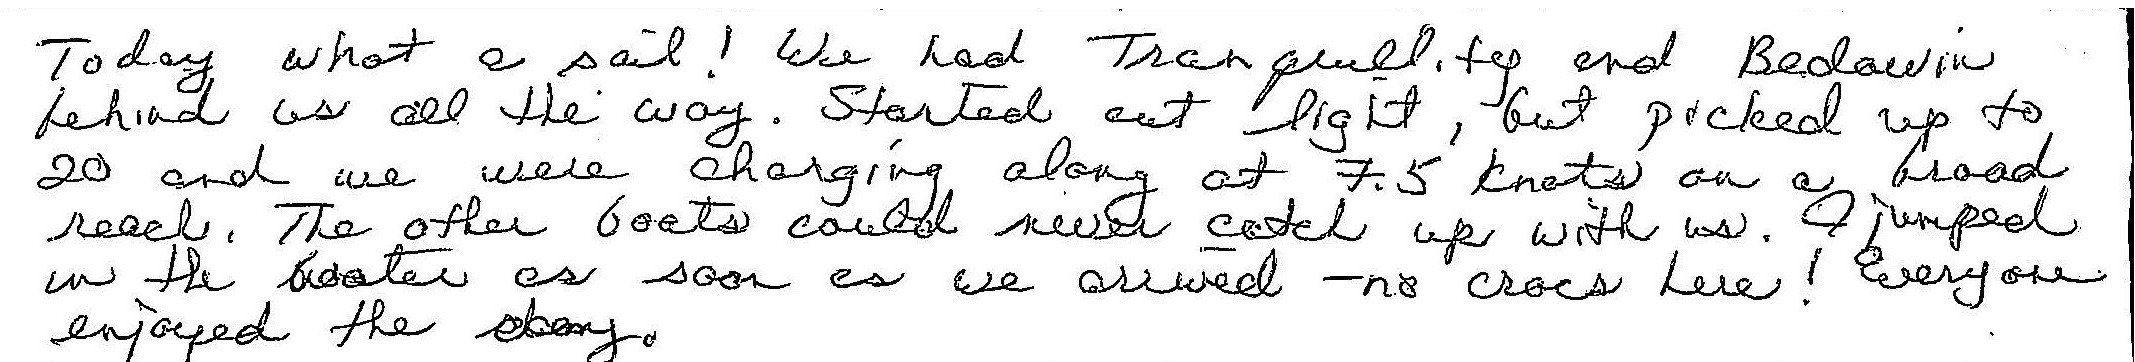 Today what a sail! We had Tranquillity and Bedowin
behind us all the way. Started out light, but picked up to
20 and we were charging along at 7.5 knots on a broad
reach. The other boats could never catch up with us. I jumped
in the water as soon as we arrived - no crocs here! Everyone
enjoyed the